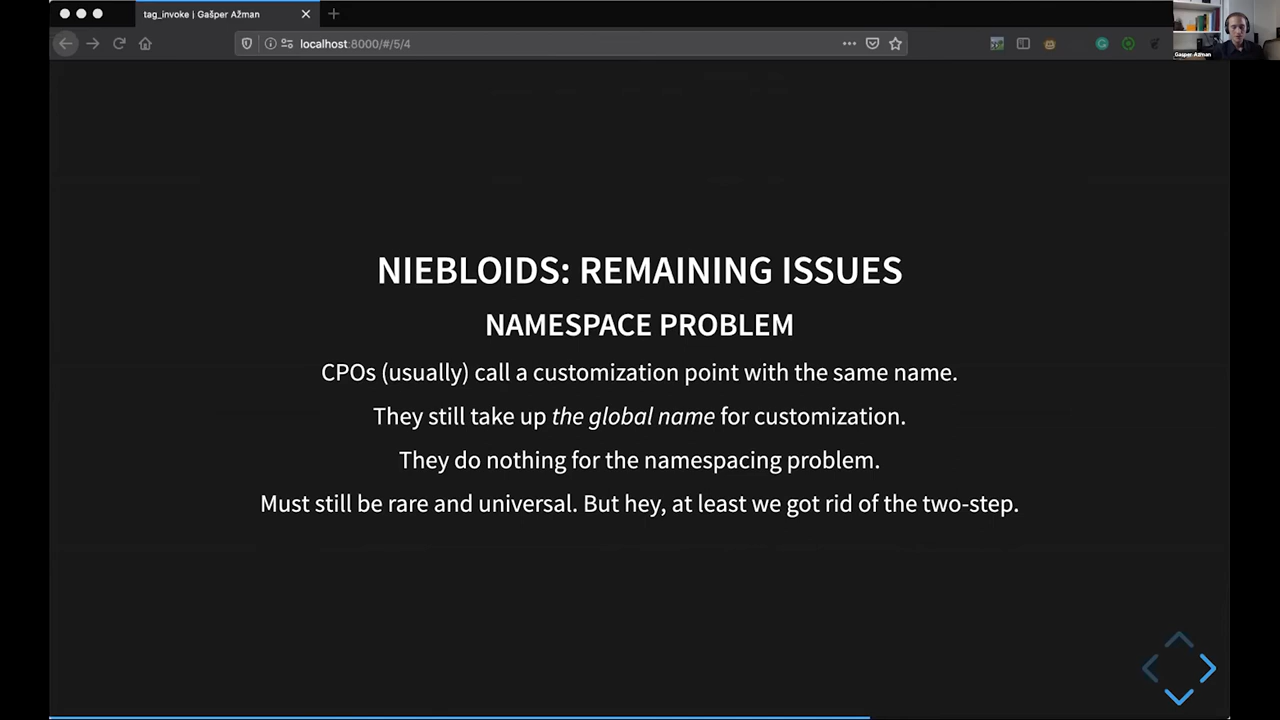 tag_invoke | Gašper Ažman
localhost:8000/#/5/4
Gašper Ažman
NIEBLOIDS: REMAINING ISSUES
NAMESPACE PROBLEM
CPOs (usually) call a customization point with the same name.
They still take up the global name for customization.
They do nothing for the namespacing problem.
Must still be rare and universal. But hey, at least we got rid of the two-step.